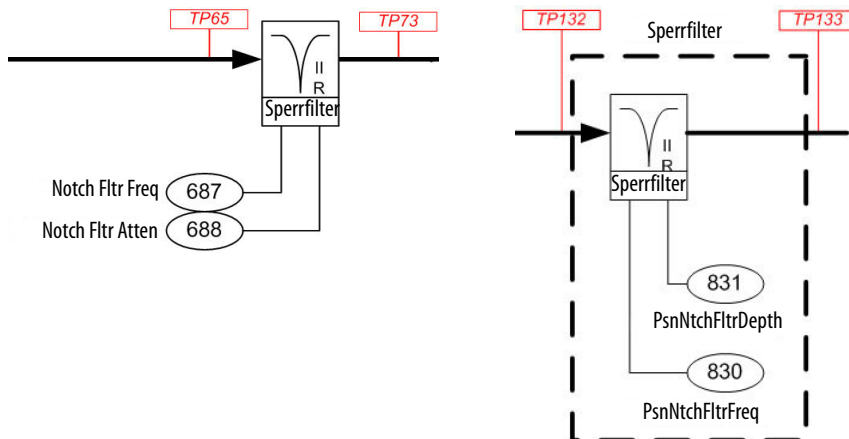 TP65
TP73
II
R
Sperrfilter
Notch Fltr Freq
687
Notch Fltr Atten
688
TP132
TP133
Sperrfilter
II
R
Sperrfilter
831
PsnNtchFltrDepth
830
PsnNtchFltrFreq